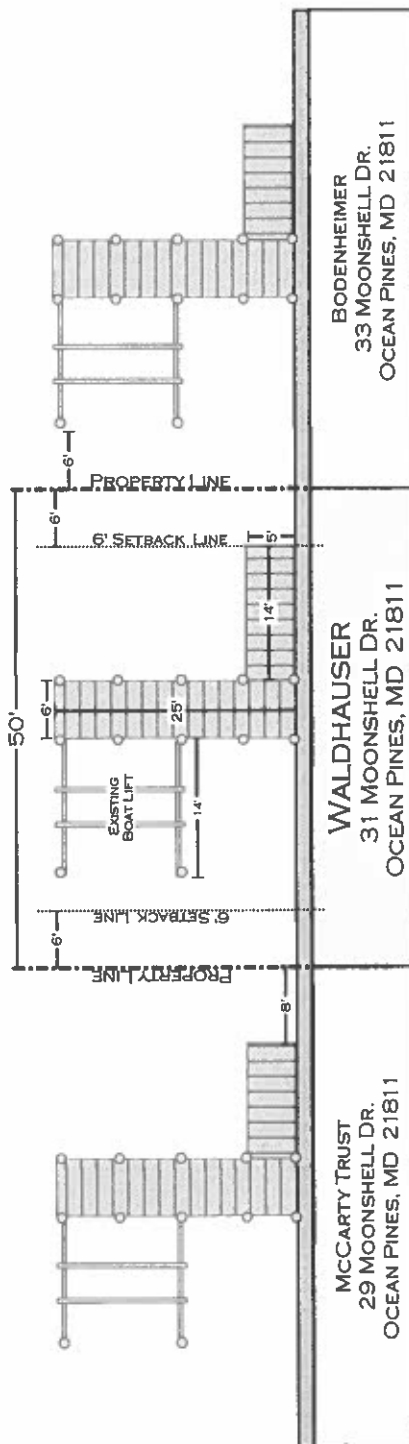 BODENHEIMER
33 MOONSHELL DR.
OCEAN PINES, MD 21811
6'
PROPERTY LINE
6'
6' SETBACK LINE
5'
14'
50'
6'
25'
EXISTING
BOAT LIFT
14'
WALDHAUSER
31 MOONSHELL DR.
OCEAN PINES, MD 21811
6' SETBACK LINE
6'
PROPERTY LINE
8'
MCCARTY TRUST
29 MOONSHELL DR.
OCEAN PINES, MD 21811